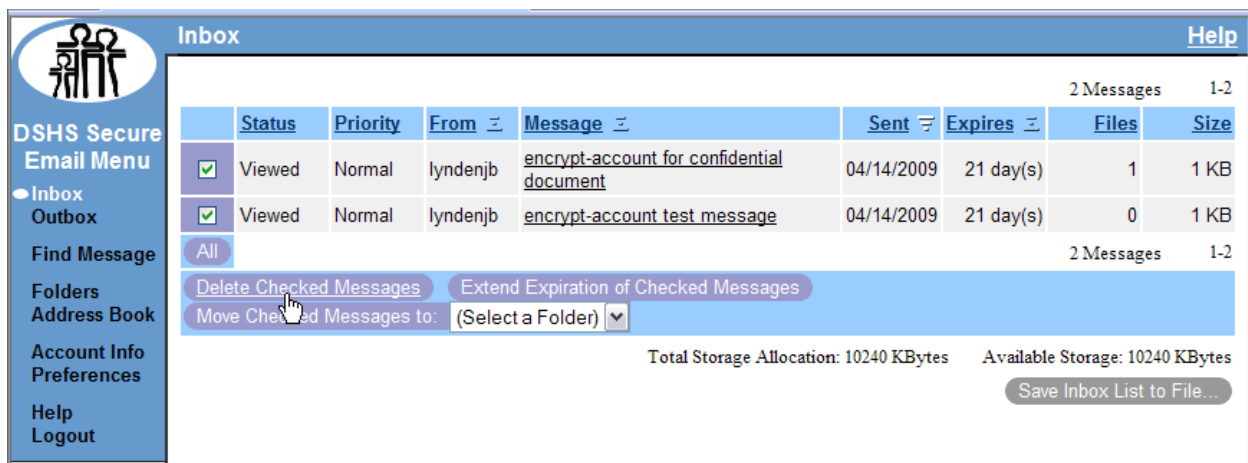 Inbox Help
2 Messages 1-2
DSHS Secure
Email Menu
Inbox
Outbox
Find Message
Folders
Address Book
Account Info
Preferences
Help
Logout
Status Priority From Message Sent Expires Files Size
Viewed Normal lyndenjb encrypt-account for confidential document 04/14/2009 21 day(s) 1 1 KB
Viewed Normal lyndenjb encrypt-account test message 04/14/2009 21 day(s) 0 1 KB
All 2 Messages 1-2
Delete Checked Messages Extend Expiration of Checked Messages
Move Checked Messages to: (Select a Folder)
Total Storage Allocation: 10240 KBytes Available Storage: 10240 KBytes
Save Inbox List to File...